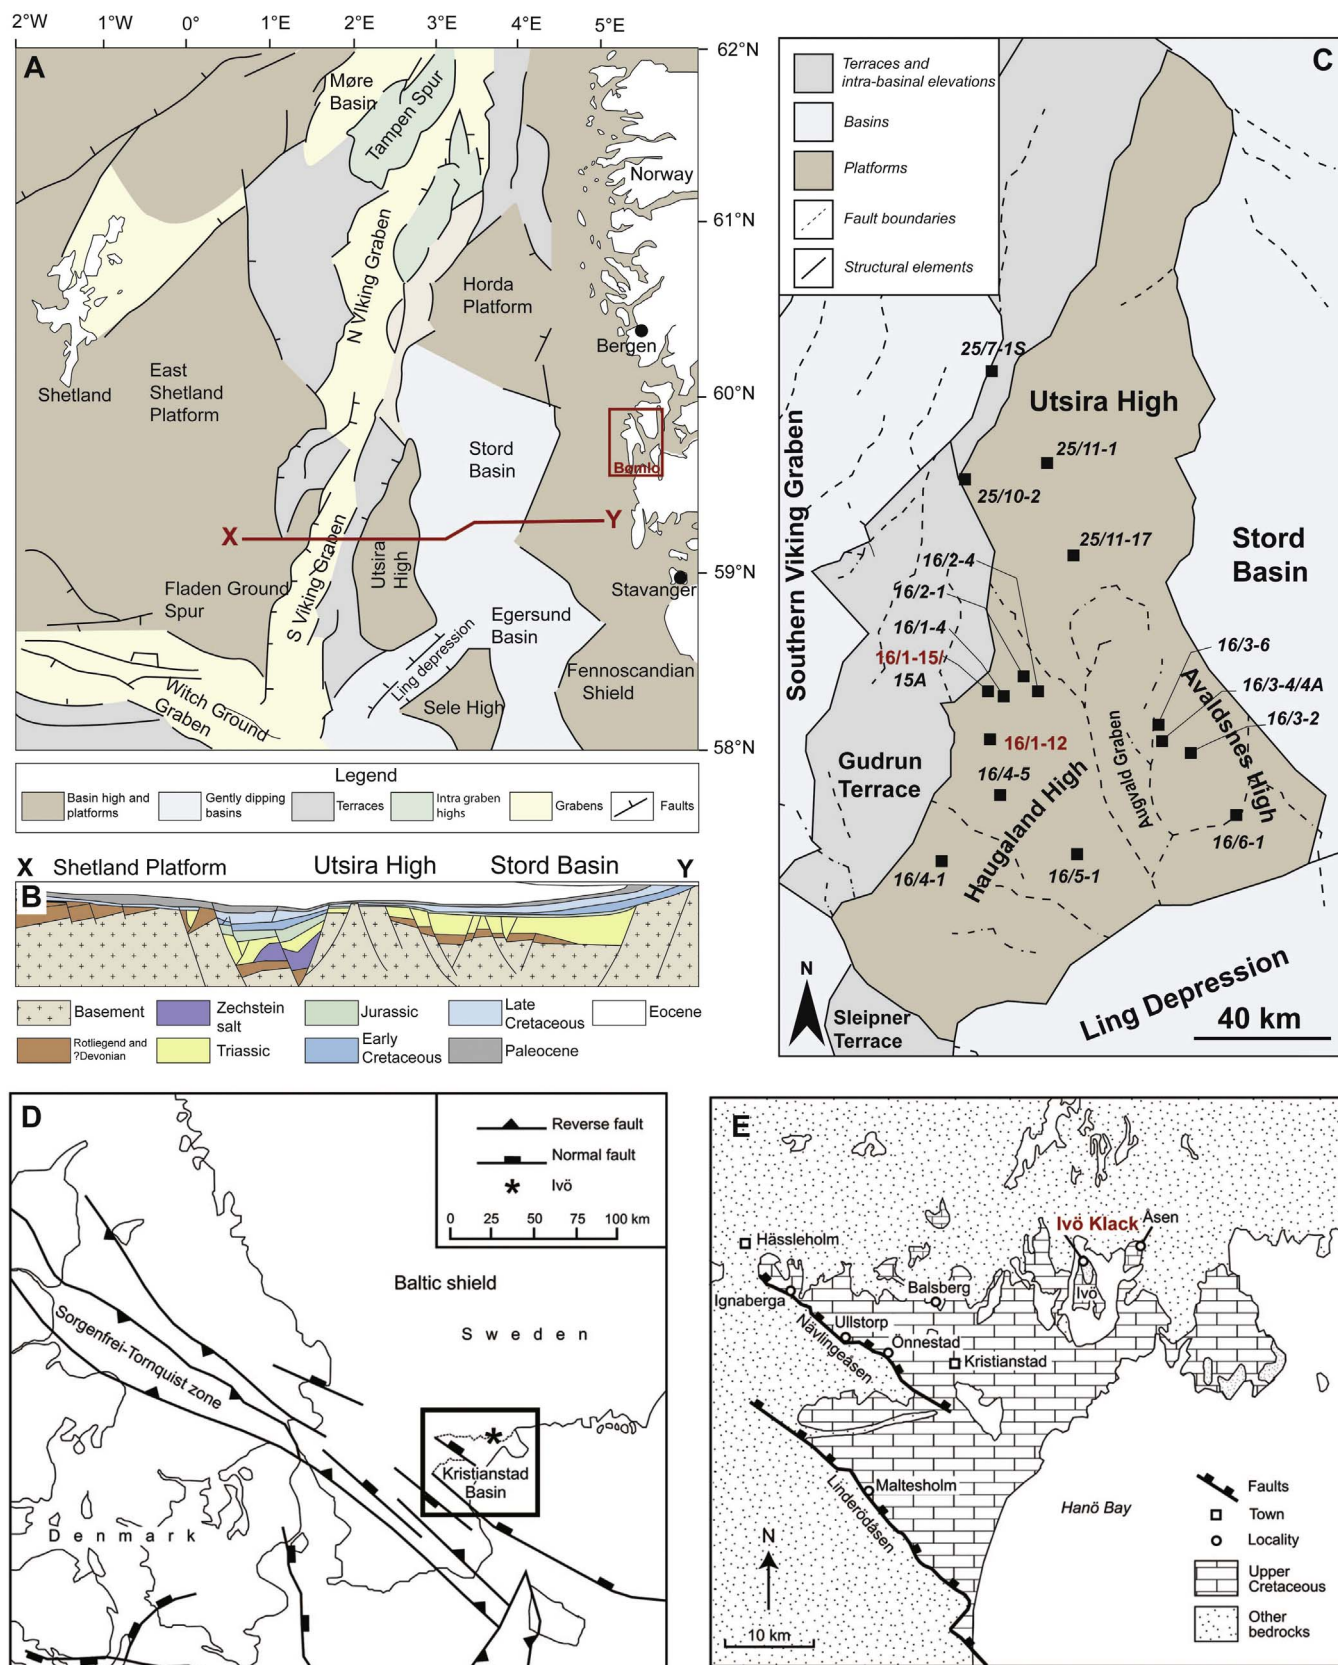 2°W 1°W 0° 1°E 2°E 3°E 4°E 5°E
A
62°N
61°N
60°N
59°N
58°N
Møre
Basin
Tampen Spur
Norway
N Viking Graben
Horda
Platform
Bergen
Shetland
East
Shetland
Platform
Stord
Basin
Bømlo
X
Y
Utsira
High
S Viking Graben
Stavanger
Fladen Ground
Spur
Egersund
Basin
Ling depression
Fennoscandian
Shield
Witch Ground
Graben
Sele High
Legend
Basin high and
platforms
Gently dipping
basins
Terraces
Intra graben
highs
Grabens
Faults
X Shetland Platform Utsira High Stord Basin Y
B
Basement
Zechstein
salt
Jurassic
Late
Cretaceous
Eocene
Rotliegend and
?Devonian
Triassic
Early
Cretaceous
Paleocene
C
Terraces and
intra-basinal elevations
Basins
Platforms
Fault boundaries
Structural elements
25/7-1S
Utsira High
25/11-1
25/10-2
Southern Viking Graben
25/11-17
Stord
Basin
16/2-4
16/2-1
16/1-4
16/1-15/
15A
16/3-6
16/3-4/4A
16/3-2
16/1-12
Avaldsnes High
Augvald Graben
Gudrun
Terrace
16/4-5
Haugaland High
16/6-1
16/4-1
16/5-1
N
Sleipner
Terrace
Ling Depression
40 km
D
Reverse fault
Normal fault
Ivö
0 25 50 75 100 km
Baltic shield
Sweden
Sorgenfrei-Tornquist zone
Kristianstad
Basin
Denmark
E
Ivö Klack
Åsen
Hässleholm
Ignaberga
Balsberg
Ivö
Ullstorp
Nävlingeåsen
Önnestad
Kristianstad
Maltesholm
Linderödåsen
Hanö Bay
N
10 km
Faults
Town
Locality
Upper
Cretaceous
Other
bedrocks